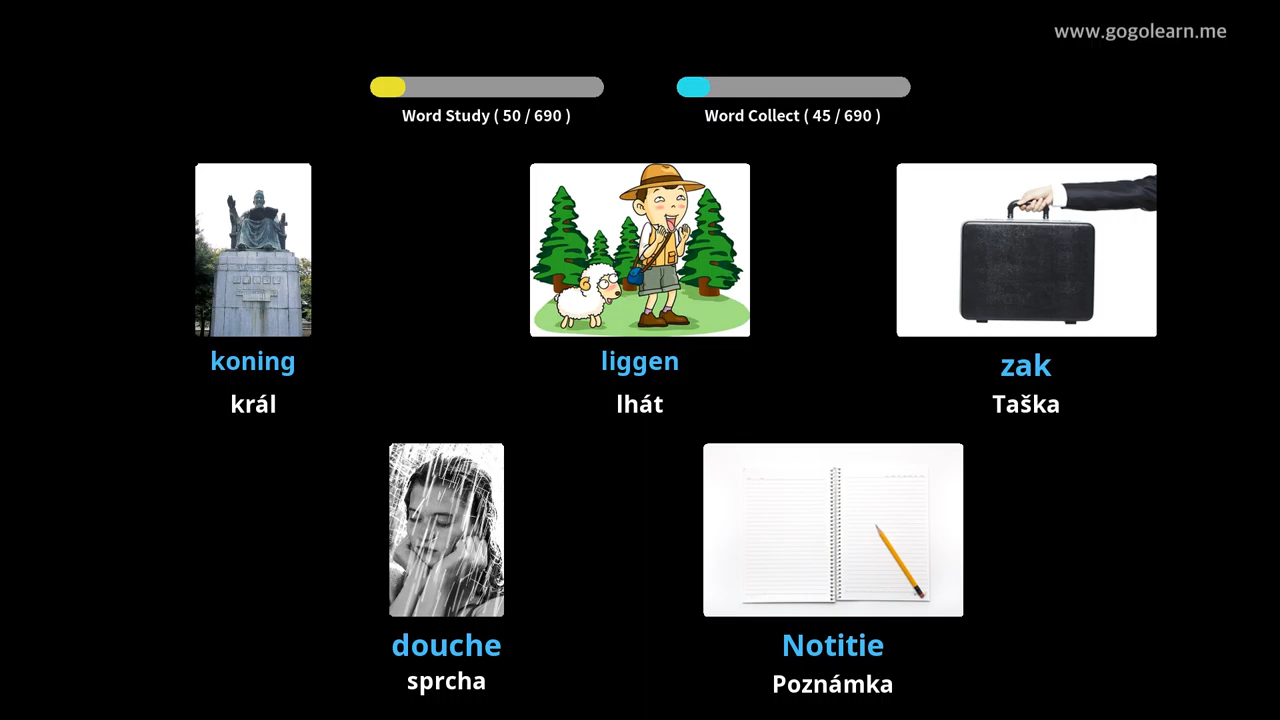 www.gogolearn.me
Word Study ( 50 / 690 )
Word Collect ( 45 / 690 )
koning
král
liggen
lhát
zak
Taška
douche
sprcha
Notitie
Poznámka